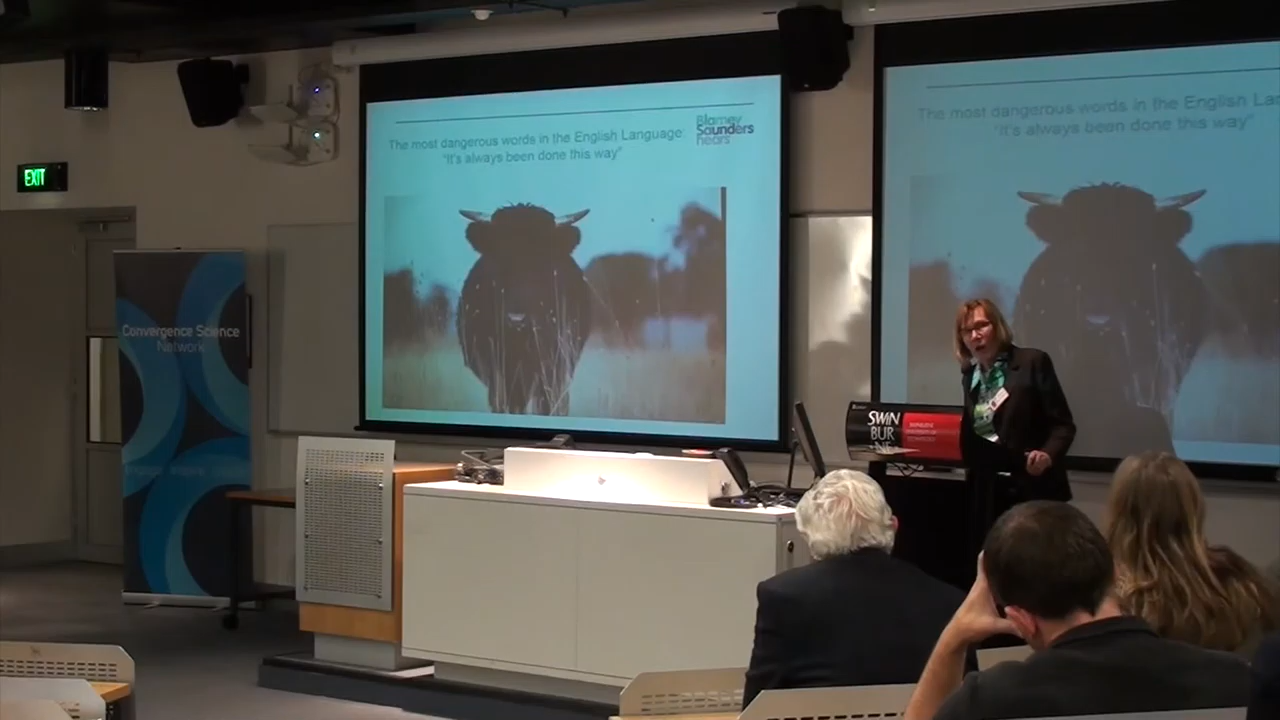 EXIT
Convergence Science
Network
The most dangerous words in the English Language:
"It's always been done this way"
Blamey
Saunders
hears
The most dangerous words in the English La
"It's always been done this way"
SWiN
BUR
*NE